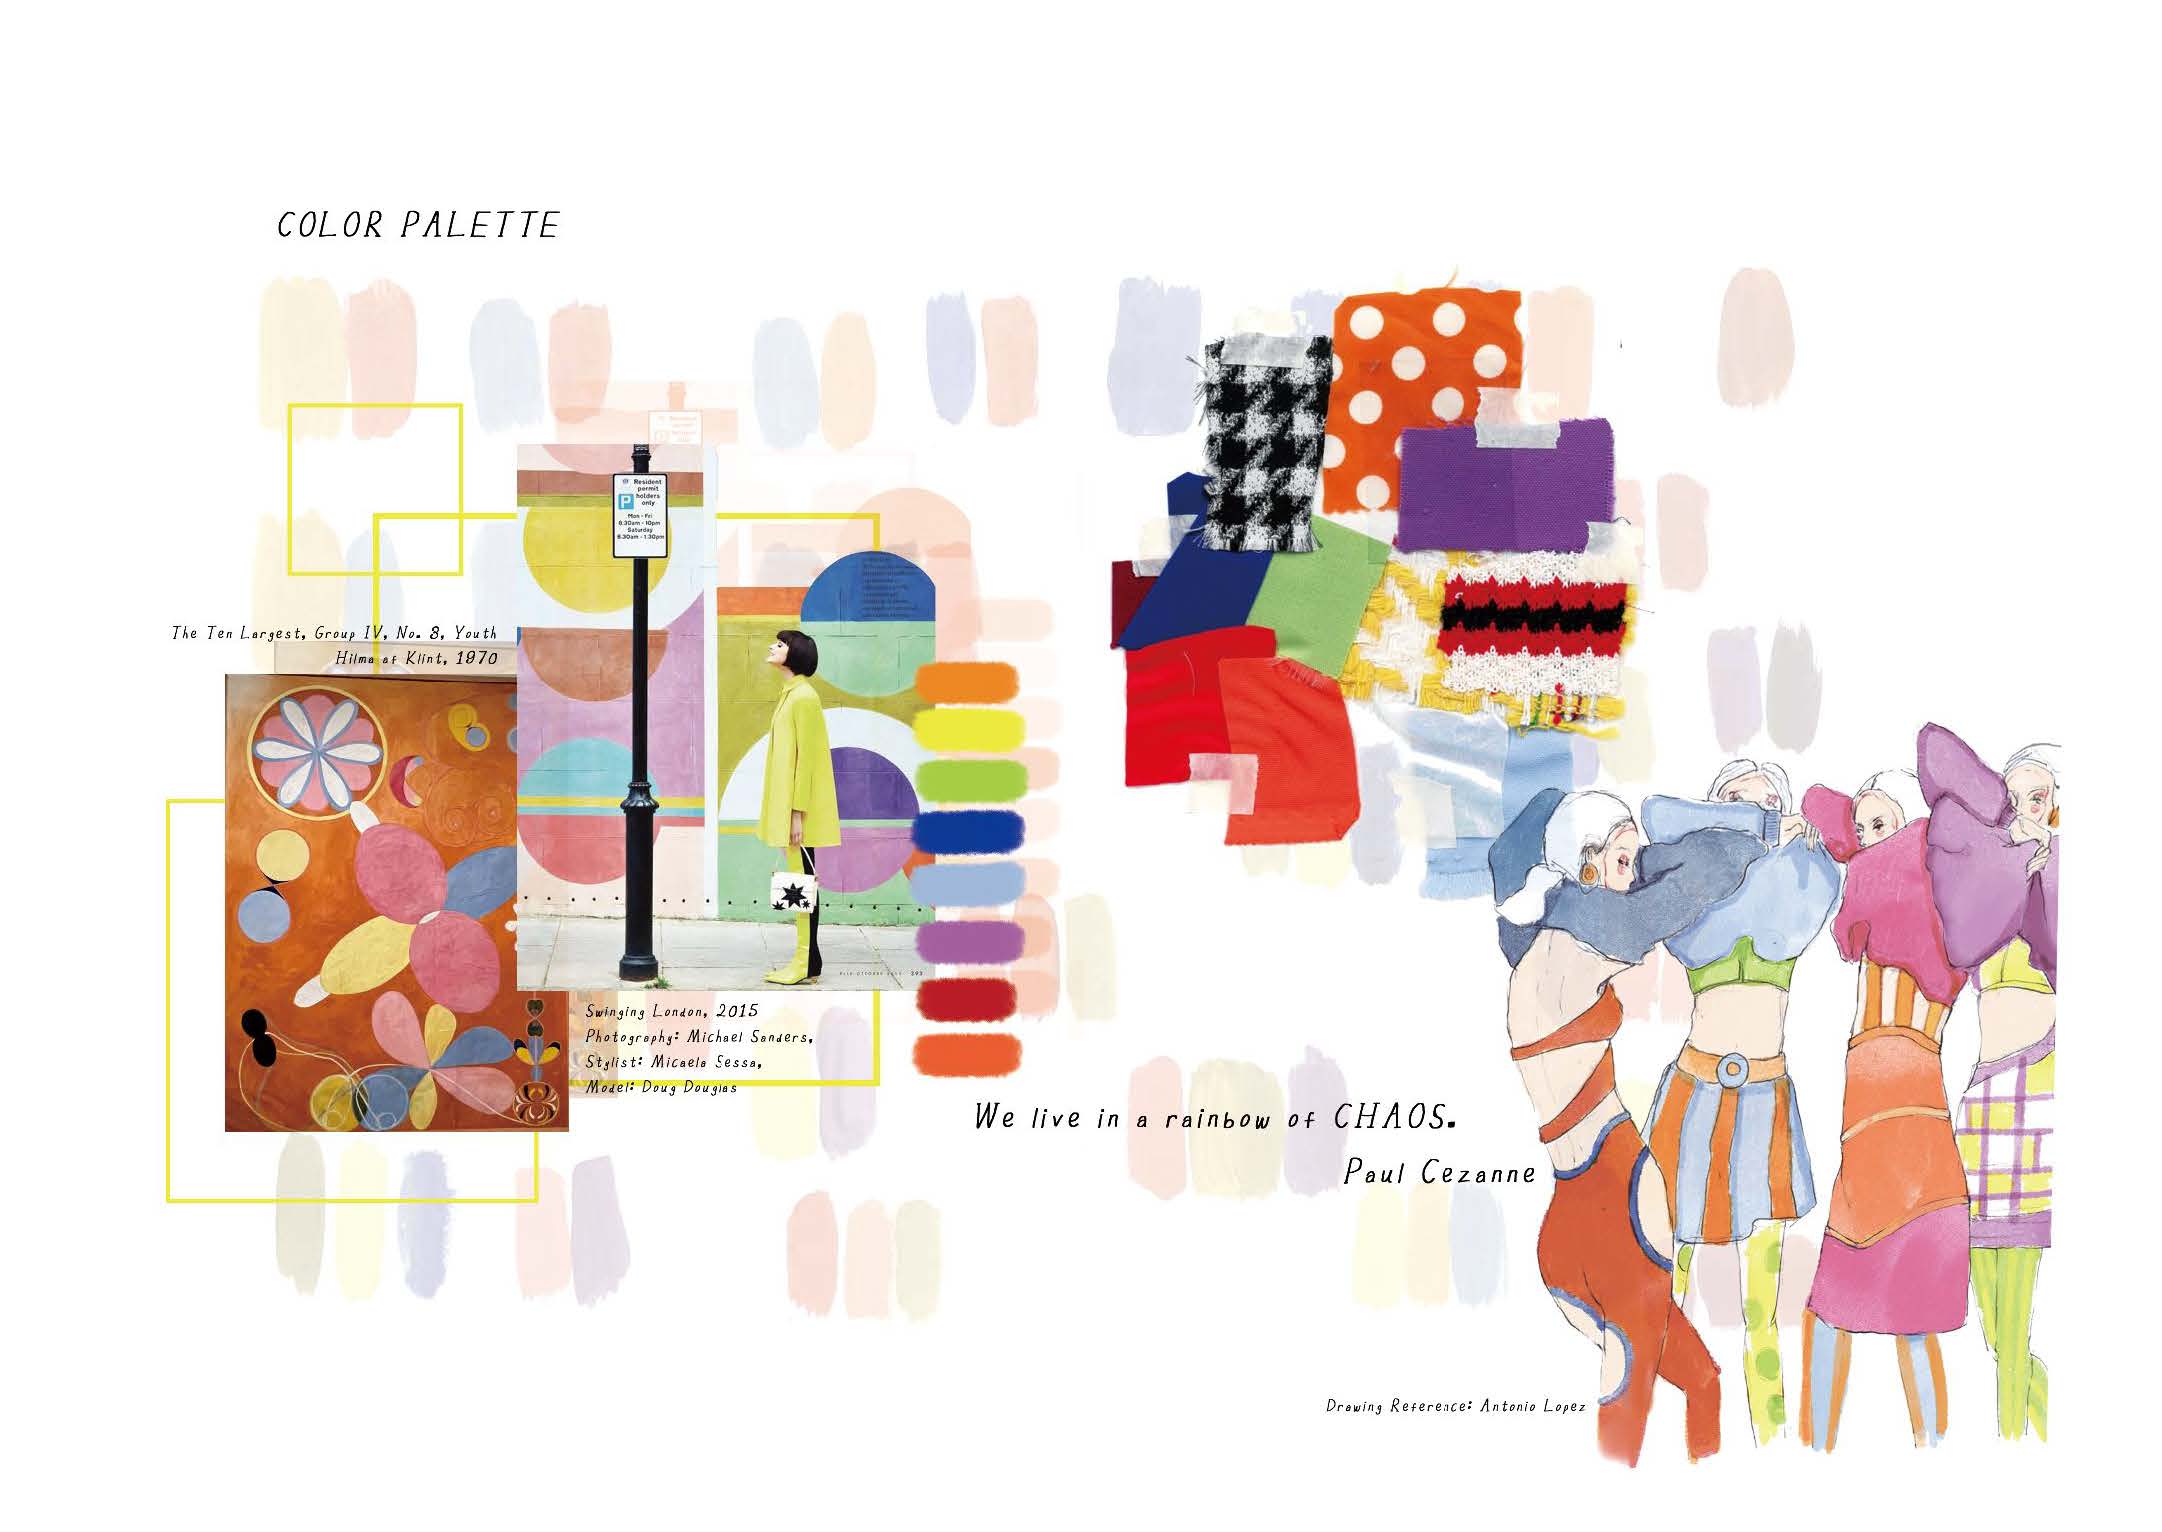 COLOR PALETTE
The Ten Largest, Group IV, No. 8, Youth
Hilma af Klint, 1970
Resident
permit
P holders
only
Mon - Fri
8.30am - 10pm
Saturday
8.30am - 1.30pm
Swinging London, 2015
Photography: Michael Sanders,
Stylist: Micaela Sessa,
Model: Doug Douglas
We live in a rainbow of CHAOS.
Paul Cezanne
Drawing Reference: Antonio Lopez